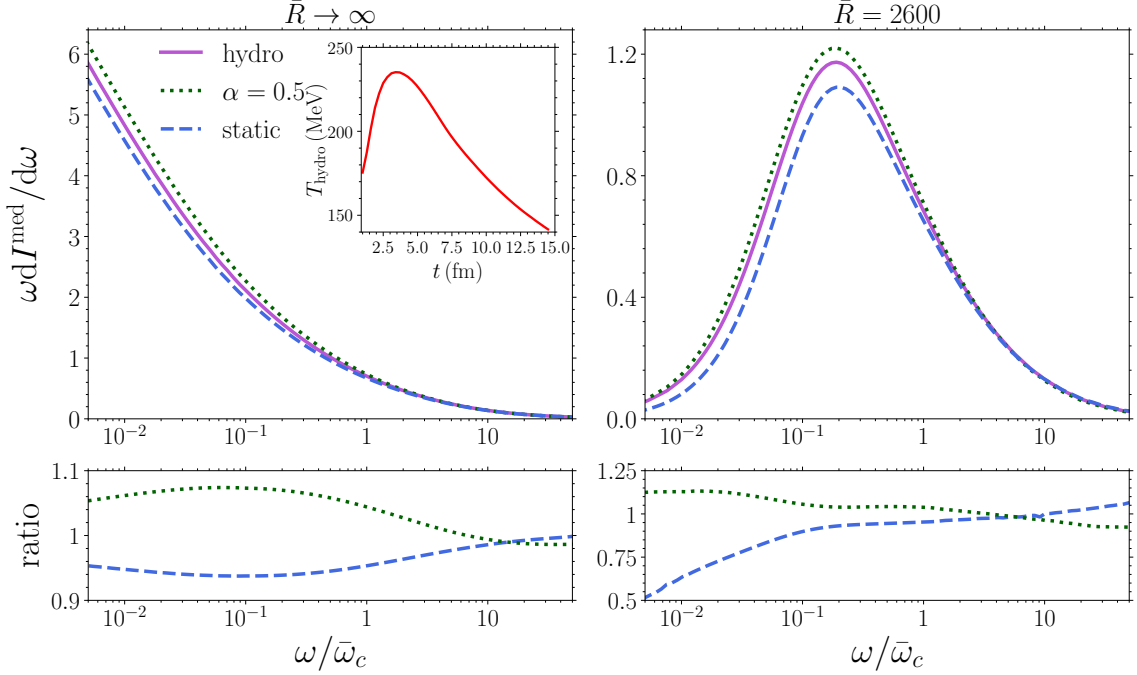 R̄ → ∞
R̄ = 2600
ωdI^med/dω
6
5
4
3
2
1
0
hydro
α = 0.5
static
T_hydro (MeV)
250
200
150
2.5 5.0 7.5 10.0 12.5 15.0
t (fm)
10⁻² 10⁻¹ 1 10
1.2
0.8
0.4
0.0
10⁻² 10⁻¹ 1 10
ratio
1.1
1
0.9
10⁻² 10⁻¹ 1 10
ω/ω̄_c
1.25
1
0.75
0.5
10⁻² 10⁻¹ 1 10
ω/ω̄_c